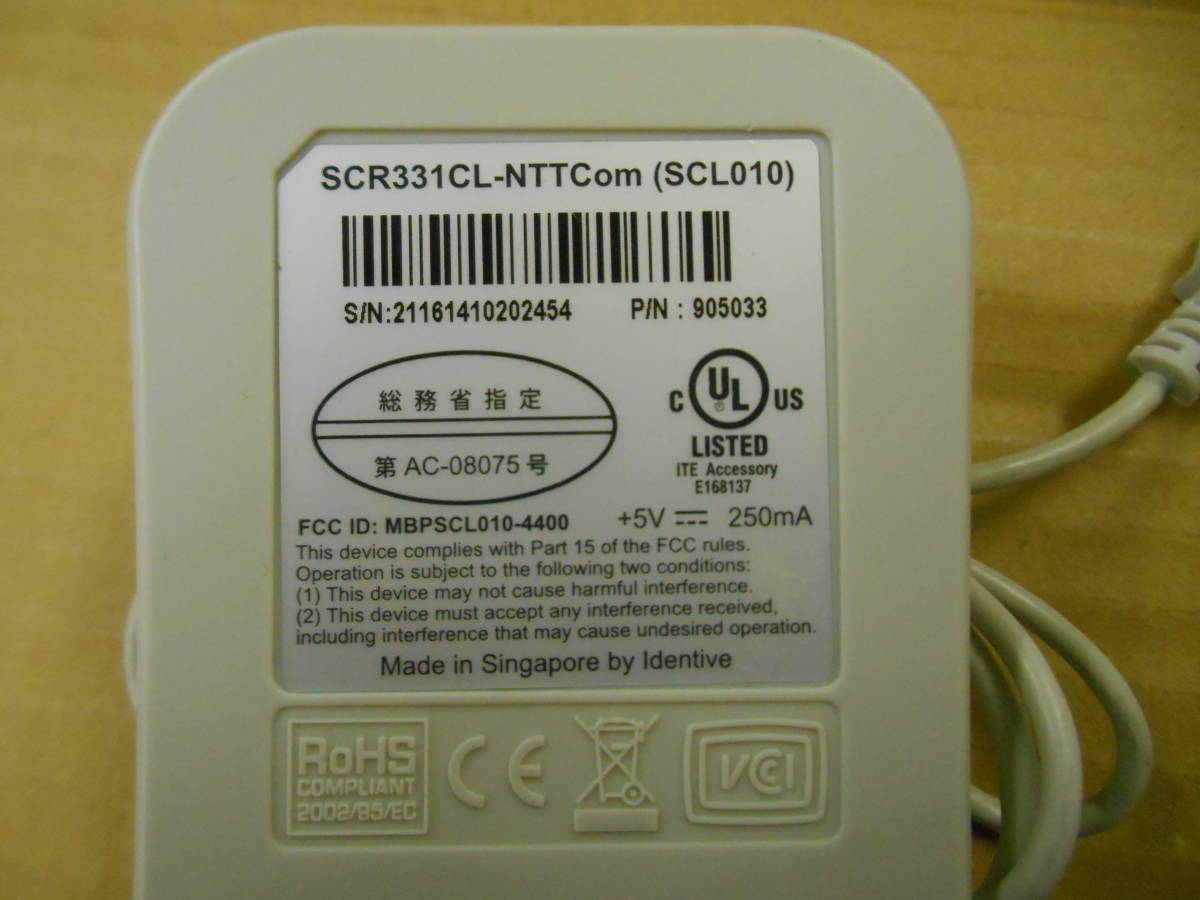 SCR331CL-NTTCom (SCL010)
S/N:21161410202454 P/N : 905033
総務省指定
第 AC-08075 号
C UL ® US
LISTED
ITE Accessory
E168137
FCC ID: MBPSCL010-4400 +5V 250mA
This device complies with Part 15 of the FCC rules.
Operation is subject to the following two conditions:
(1) This device may not cause harmful interference.
(2) This device must accept any interference received,
including interference that may cause undesired operation.
Made in Singapore by Identive
RoHS
COMPLIANT
2002/95/EC
CE
VCCI